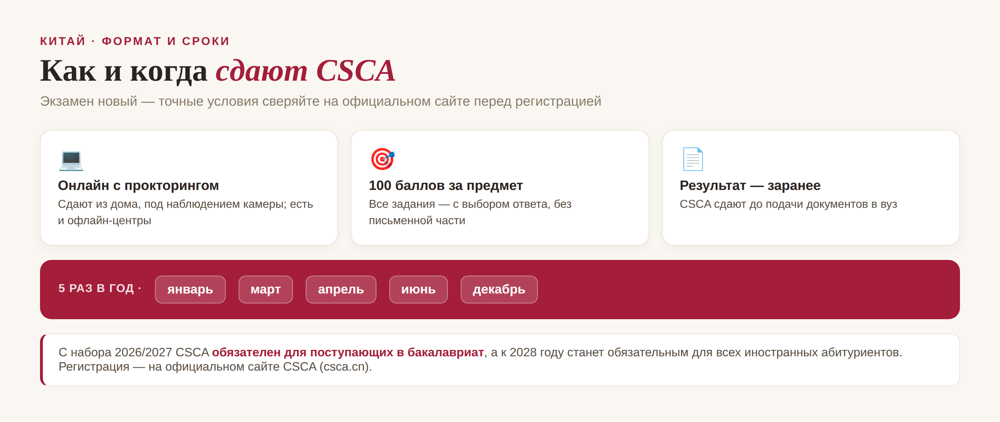 КИТАЙ · ФОРМАТ И СРОКИ
Как и когда сдают CSCA
Экзамен новый — точные условия сверяйте на официальном сайте перед регистрацией
Онлайн с прокторингом
Сдают из дома, под наблюдением камеры; есть
и офлайн-центры
100 баллов за предмет
Все задания — с выбором ответа, без
письменной части
Результат — заранее
CSCA сдают до подачи документов в вуз
5 РАЗ В ГОД · январь март апрель июнь декабрь
С набора 2026/2027 CSCA обязателен для поступающих в бакалавриат, а к 2028 году станет обязательным для всех иностранных абитуриентов.
Регистрация — на официальном сайте CSCA (csca.cn).